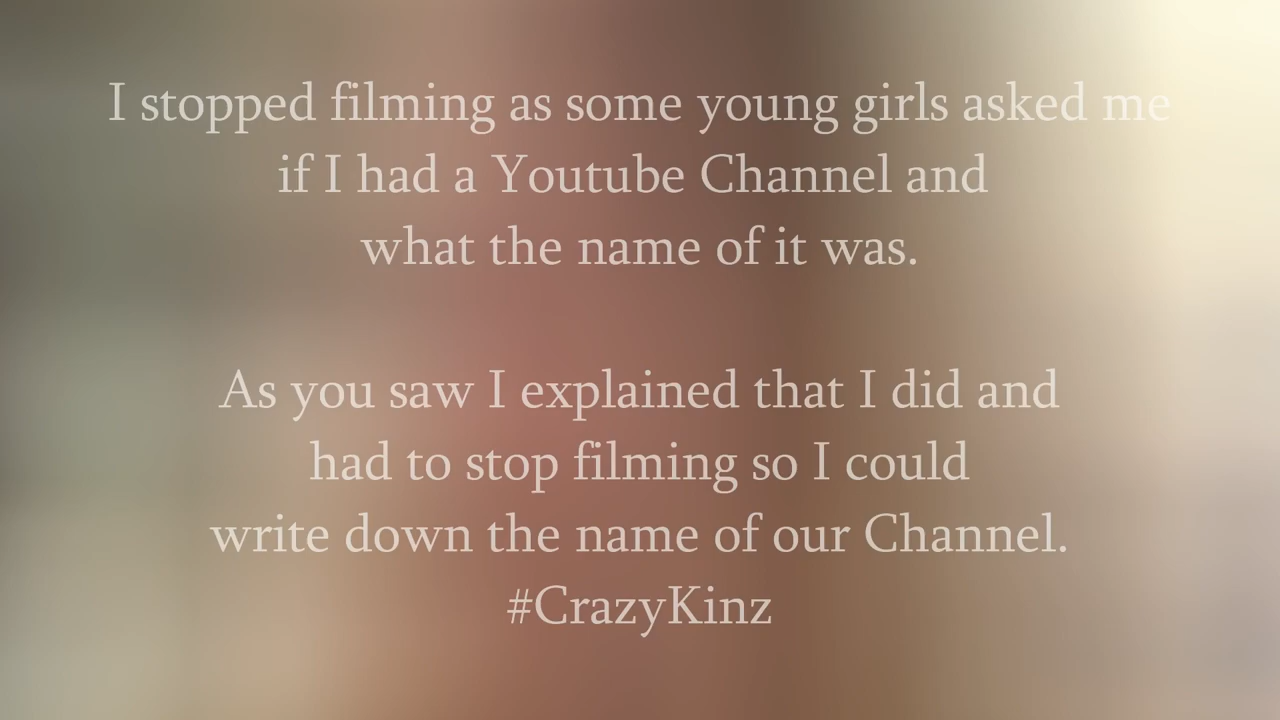 I stopped filming as some young girls asked me
if I had a Youtube Channel and
what the name of it was.
As you saw I explained that I did and
had to stop filming so I could
write down the name of our Channel.
#CrazyKinz